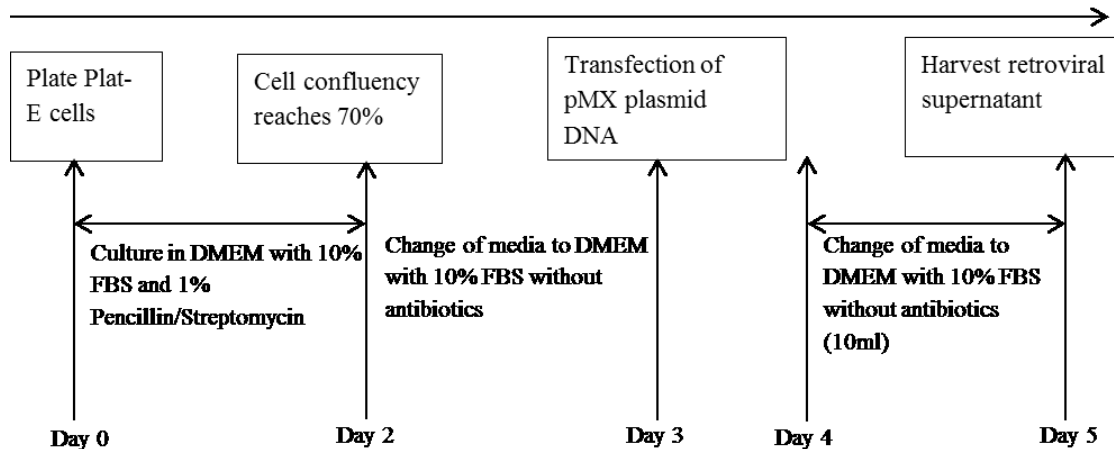 Plate Plat-
E cells
Cell confluency
reaches 70%
Transfection of
pMX plasmid
DNA
Harvest retroviral
supernatant
Culture in DMEM with 10%
FBS and 1%
Pencillin/Streptomycin
Change of media to DMEM
with 10% FBS without
antibiotics
Change of media to
DMEM with 10% FBS
without antibiotics
(10ml)
Day 0
Day 2
Day 3
Day 4
Day 5